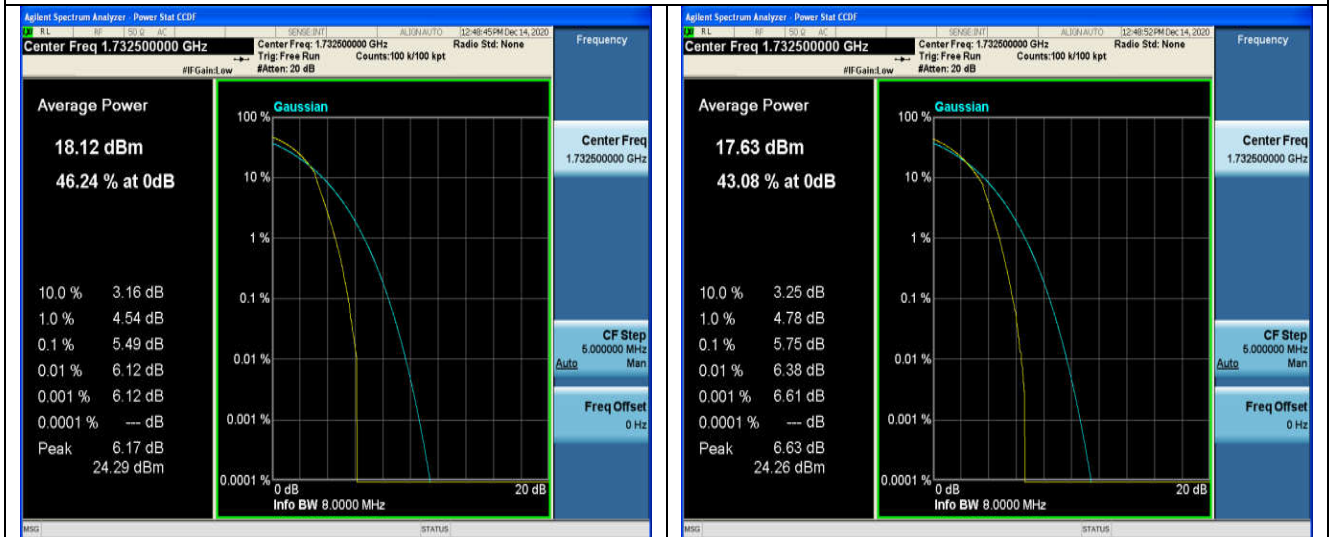 Agilent Spectrum Analyzer - Power Stat CCDF
RL RF 50 Ω AC SENSE:INT ALIGN AUTO 12:48:45 PM Dec 14, 2020
Center Freq 1.732500000 GHz
Center Freq: 1.732500000 GHz Radio Std: None
Trig: Free Run Counts:100 k/100 kpt
#IFGain:Low #Atten: 20 dB
Frequency
Average Power
18.12 dBm
46.24 % at 0dB
10.0 % 3.16 dB
1.0 % 4.54 dB
0.1 % 5.49 dB
0.01 % 6.12 dB
0.001 % 6.12 dB
0.0001 % --- dB
Peak 6.17 dB
24.29 dBm
Gaussian
100 %
10 %
1 %
0.1 %
0.01 %
0.001 %
0.0001 %
0 dB 20 dB
Info BW 8.0000 MHz
Center Freq
1.732500000 GHz
CF Step
5.000000 MHz
Auto Man
Freq Offset
0 Hz
MSG STATUS
Agilent Spectrum Analyzer - Power Stat CCDF
RL RF 50 Ω AC SENSE:INT ALIGN AUTO 12:48:52 PM Dec 14, 2020
Center Freq 1.732500000 GHz
Center Freq: 1.732500000 GHz Radio Std: None
Trig: Free Run Counts:100 k/100 kpt
#IFGain:Low #Atten: 20 dB
Frequency
Average Power
17.63 dBm
43.08 % at 0dB
10.0 % 3.25 dB
1.0 % 4.78 dB
0.1 % 5.75 dB
0.01 % 6.38 dB
0.001 % 6.61 dB
0.0001 % --- dB
Peak 6.63 dB
24.26 dBm
Gaussian
100 %
10 %
1 %
0.1 %
0.01 %
0.001 %
0.0001 %
0 dB 20 dB
Info BW 8.0000 MHz
Center Freq
1.732500000 GHz
CF Step
5.000000 MHz
Auto Man
Freq Offset
0 Hz
MSG STATUS